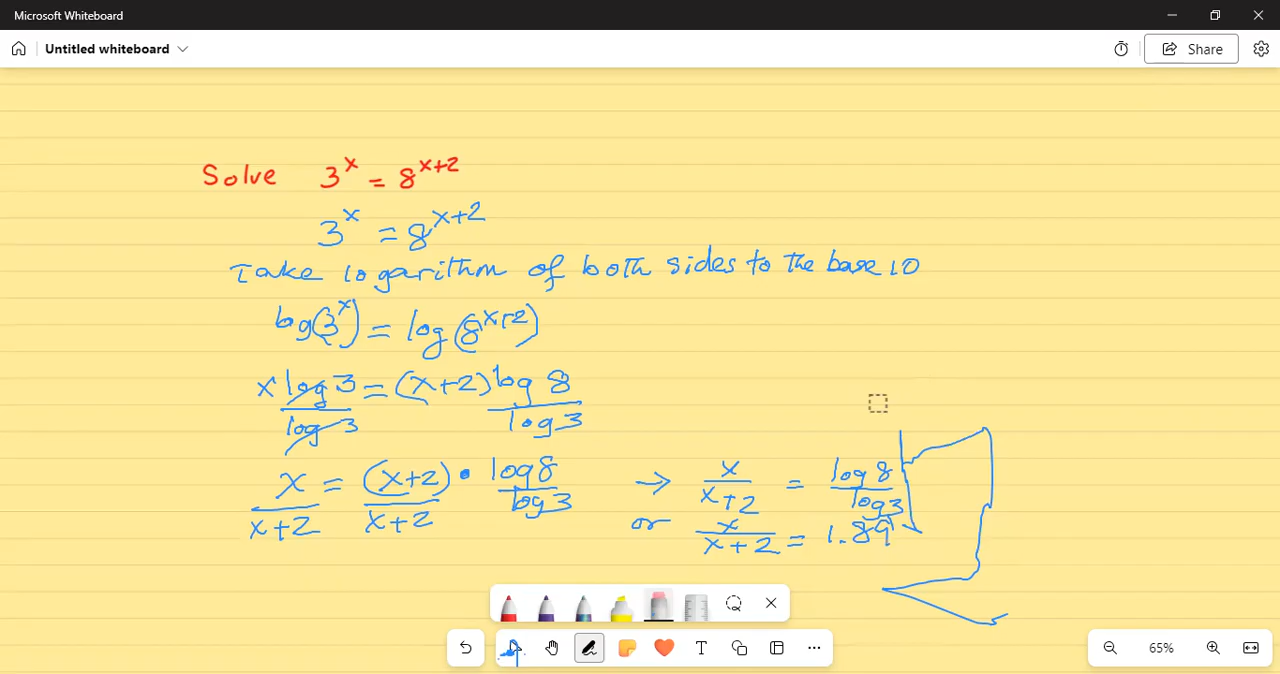 Microsoft Whiteboard
Untitled whiteboard
Share
Solve 3^x = 8^(x+2)
3^x = 8^(x+2)
Take logarithm of both sides to the base 10
log(3^x) = log(8^(x+2))
x log 3 / log 3 = (x+2) log 8 / log 3
x / x+2 = (x+2) / x+2 · log 8 / log 3 → x / x+2 = log 8 / log 3
or x / x+2 = 1.89
65%